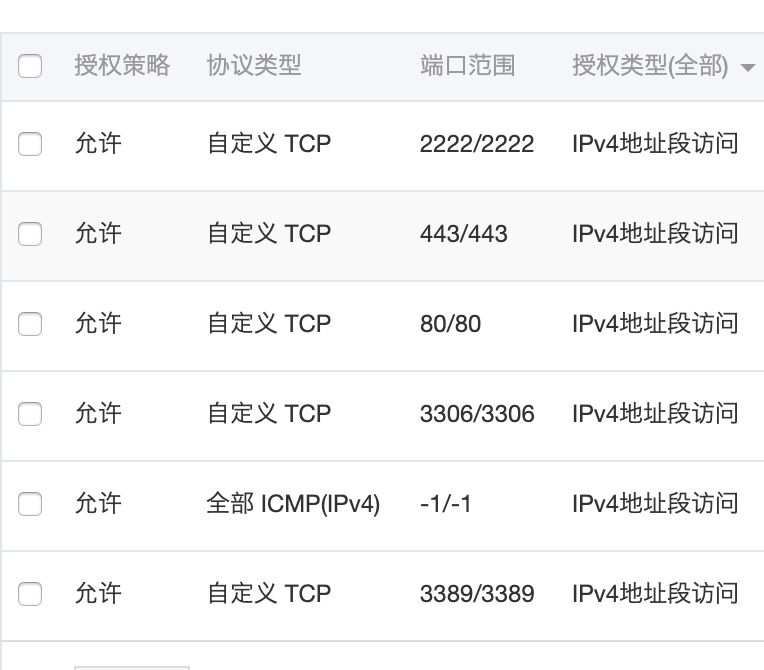 授权策略 协议类型 端口范围 授权类型(全部)
允许 自定义 TCP 2222/2222 IPv4地址段访问
允许 自定义 TCP 443/443 IPv4地址段访问
允许 自定义 TCP 80/80 IPv4地址段访问
允许 自定义 TCP 3306/3306 IPv4地址段访问
允许 全部 ICMP(IPv4) -1/-1 IPv4地址段访问
允许 自定义 TCP 3389/3389 IPv4地址段访问